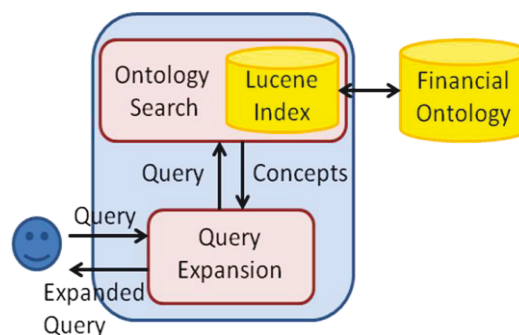 Ontology
Search
Lucene
Index
Financial
Ontology
Query
Concepts
Query
Query
Expansion
Expanded
Query